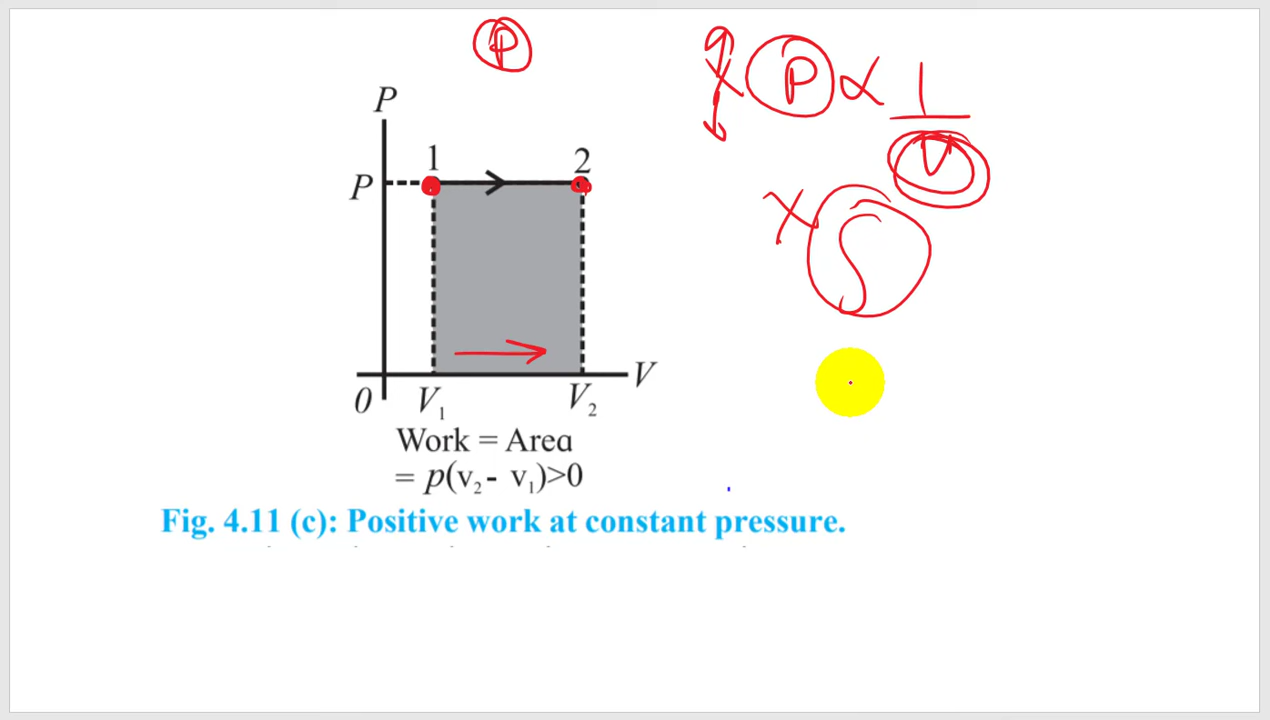 P
P ∝ 1/V
P
1
2
P
V
0
V₁
V₂
Work = Area
= p(v₂- v₁)>0
Fig. 4.11 (c): Positive work at constant pressure.